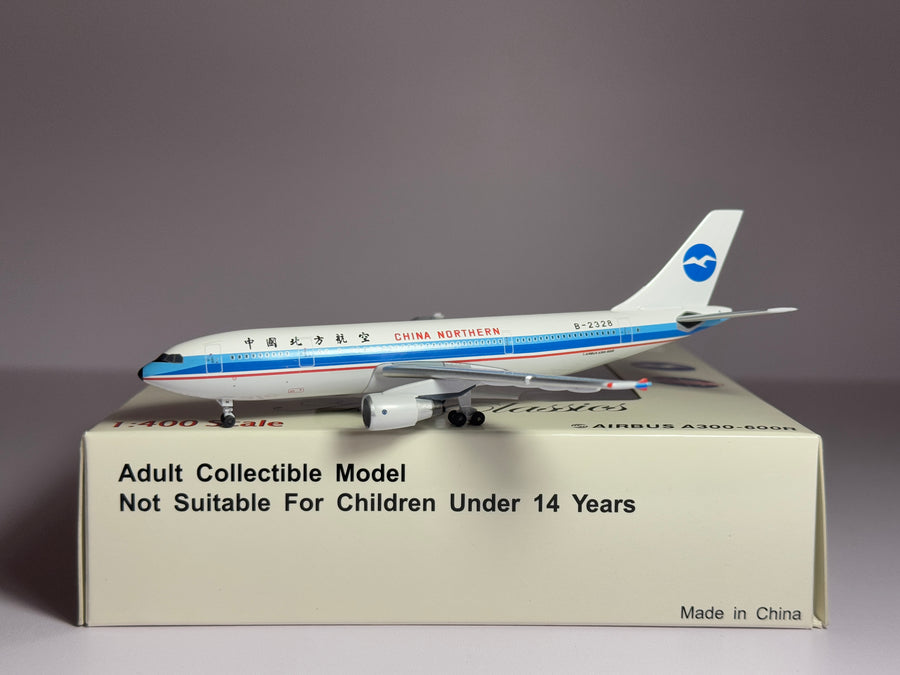 中國北方航空 CHINA NORTHERN
B-2328
1:400 Scale
Classics
AIRBUS A300-600R
Adult Collectible Model
Not Suitable For Children Under 14 Years
Made in China